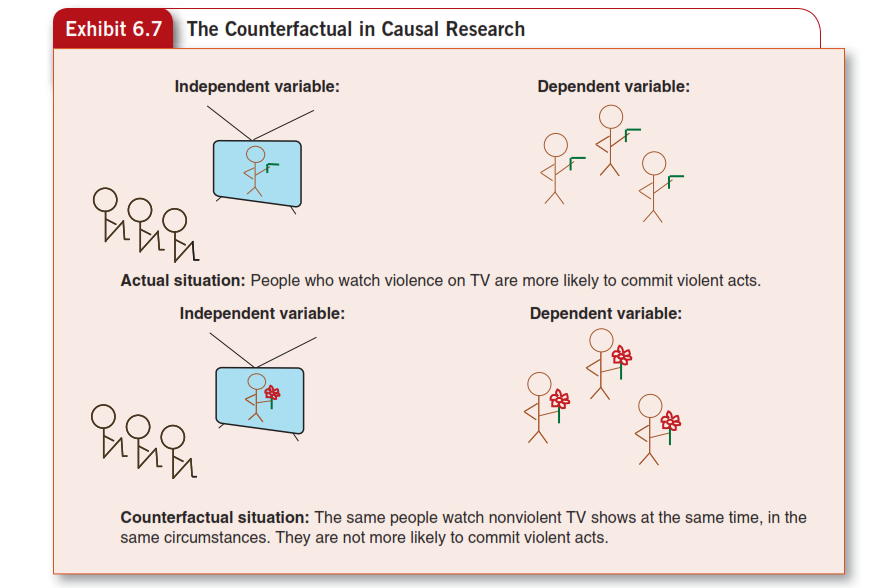 Exhibit 6.7 The Counterfactual in Causal Research
Independent variable: Dependent variable:
Actual situation: People who watch violence on TV are more likely to commit violent acts.
Independent variable: Dependent variable:
Counterfactual situation: The same people watch nonviolent TV shows at the same time, in the
same circumstances. They are not more likely to commit violent acts.